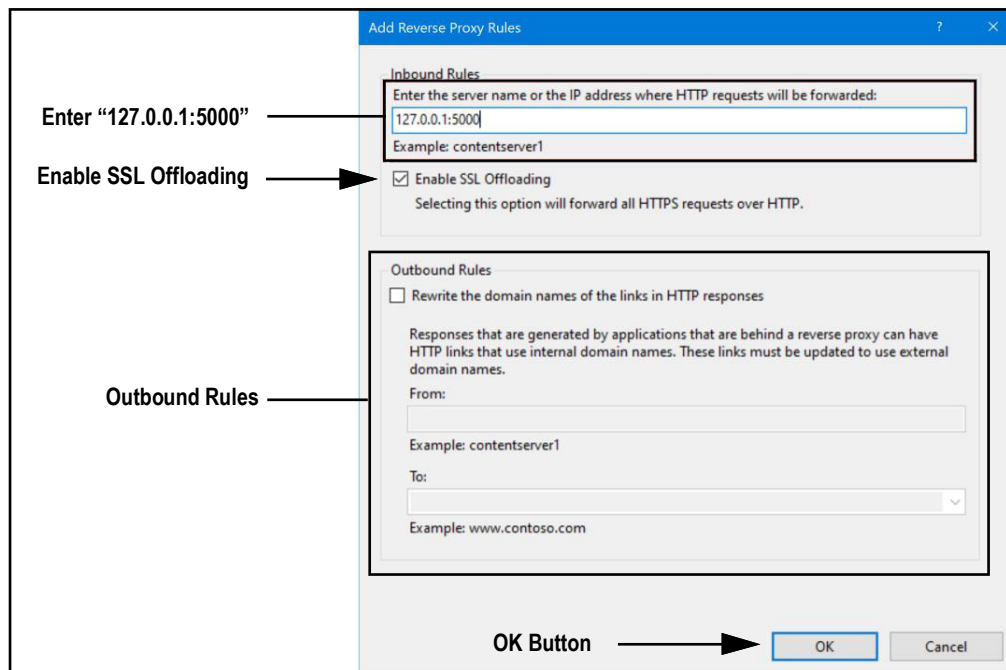 Add Reverse Proxy Rules
Inbound Rules
Enter the server name or the IP address where HTTP requests will be forwarded:
Enter “127.0.0.1:5000”
127.0.0.1:5000
Example: contentserver1
Enable SSL Offloading
Enable SSL Offloading
Selecting this option will forward all HTTPS requests over HTTP.
Outbound Rules
Rewrite the domain names of the links in HTTP responses
Responses that are generated by applications that are behind a reverse proxy can have
HTTP links that use internal domain names. These links must be updated to use external
domain names.
Outbound Rules
From:
Example: contentserver1
To:
Example: www.contoso.com
OK Button
OK
Cancel